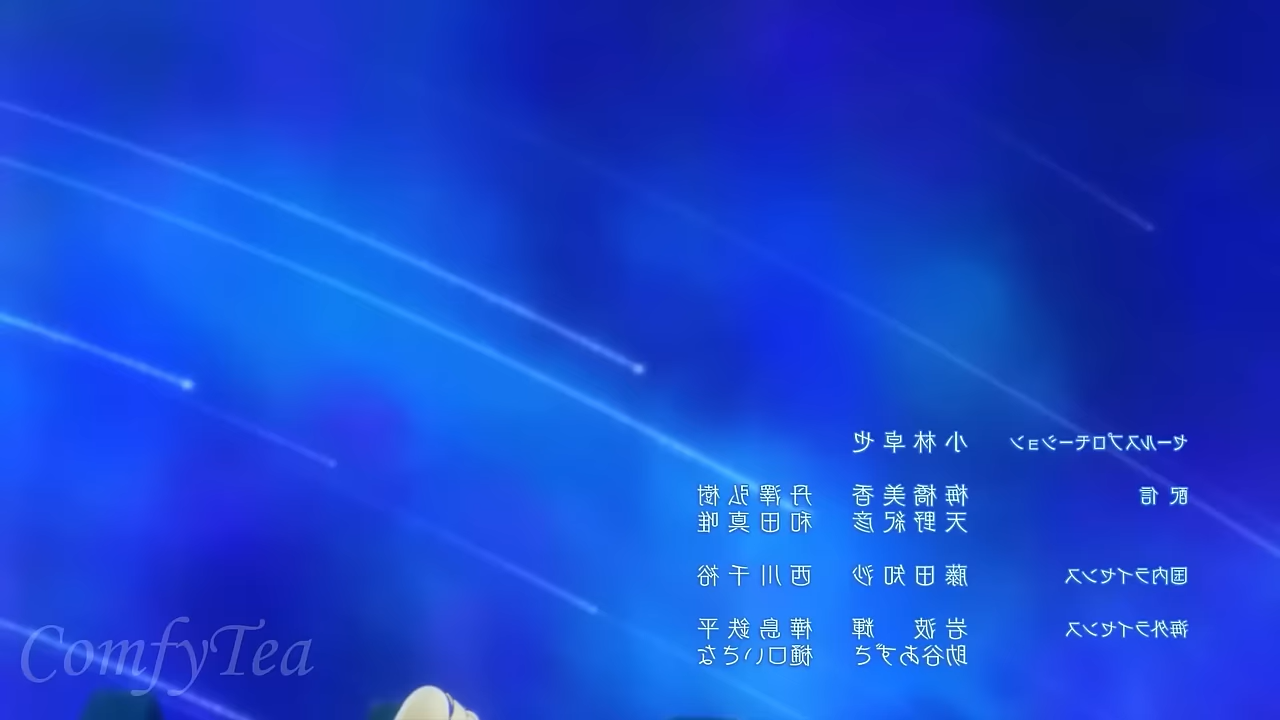 セールスプロモーション 小林卓也
配信 梅橋美香 丹澤弘樹
天野紀彦 和田真唯
国内ライセンス 藤田知沙 西川千裕
海外ライセンス 岩波輝 樺島鉄平
助谷あずさ 樋口いさな
ComfyTea